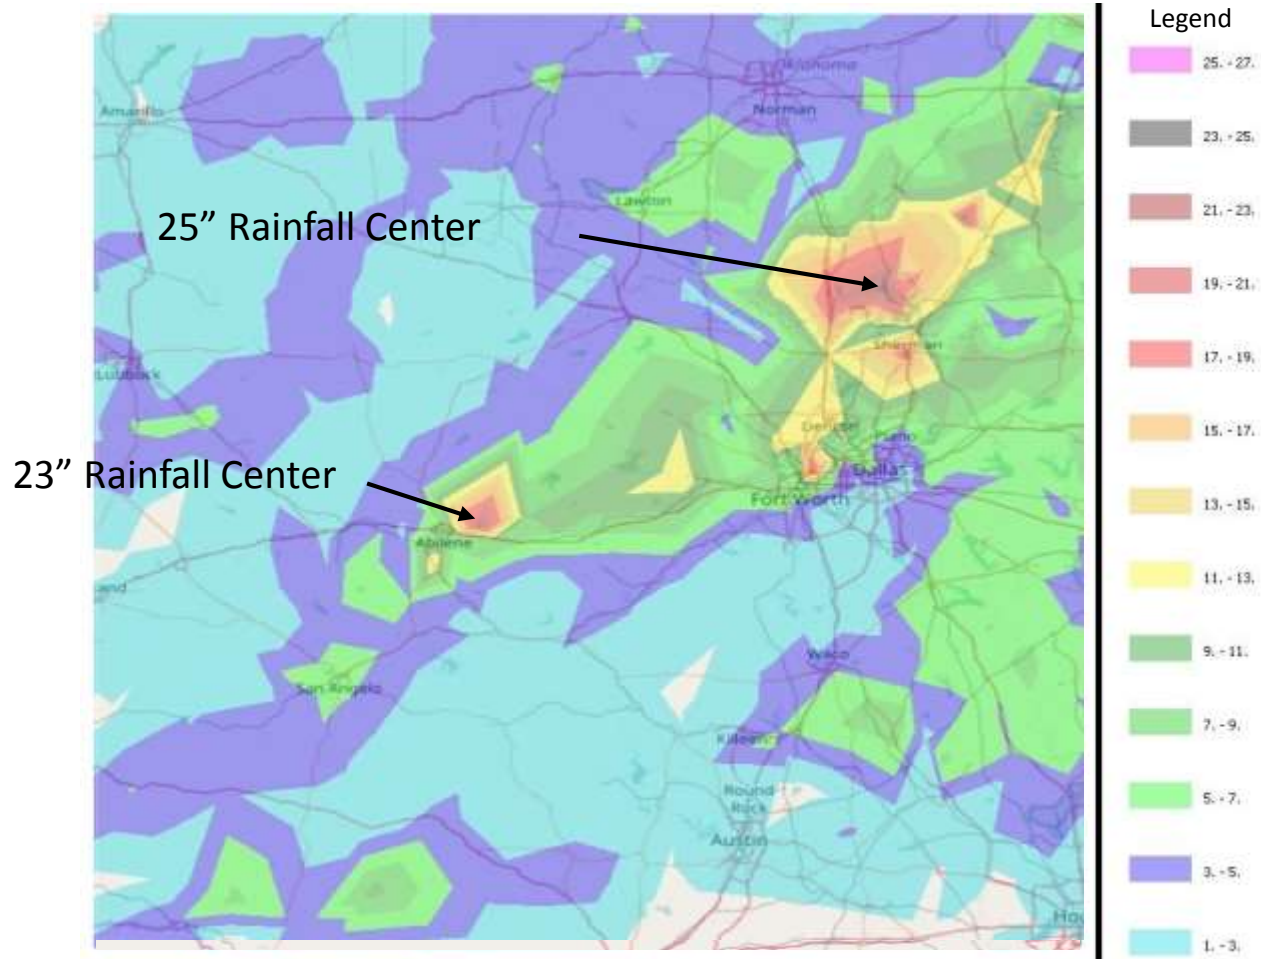 Legend
25. - 27.
23. - 25.
21. - 23.
19. - 21.
17. - 19.
15. - 17.
13. - 15.
11. - 13.
9. - 11.
7. - 9.
5. - 7.
3. - 5.
1. - 3.
Oklahoma
Amarillo
Norman
Lawton
25” Rainfall Center
Sherman
Lubbock
Denton
Plano
23” Rainfall Center
Dallas
Fort Worth
Abilene
Waco
San Angelo
Killeen
Round
Rock
Austin